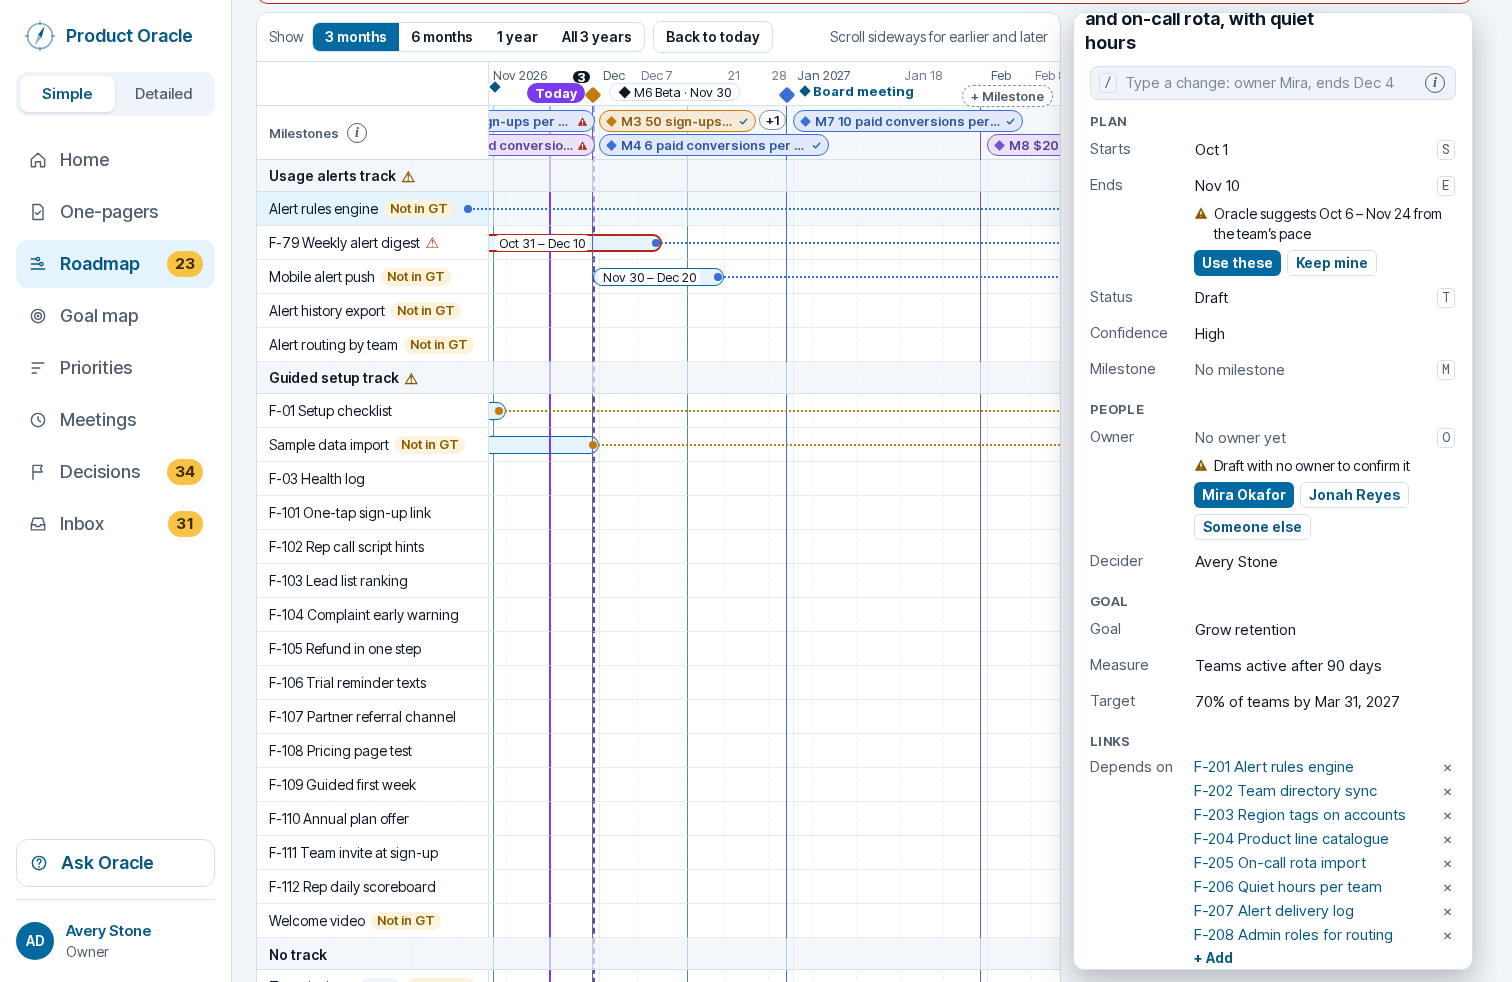 Product Oracle
Simple
Detailed
Home
One-pagers
Roadmap
23
Goal map
Priorities
Meetings
Decisions
34
Inbox
31
Ask Oracle
AD
Avery Stone
Owner
Show
3 months
6 months
1 year
All 3 years
Back to today
Scroll sideways for earlier and later
Nov 2026
3
Dec
Dec 7
21
28
Jan 2027
Jan 18
Feb
Feb
Today
M6 Beta · Nov 30
Board meeting
+ Milestone
Milestones
i
gn-ups per ...
M3 50 sign-ups...
+1
M7 10 paid conversions per...
d conversio...
M4 6 paid conversions per ...
M8 $20
Usage alerts track
Alert rules engine
Not in GT
F-79 Weekly alert digest
Oct 31 – Dec 10
Mobile alert push
Not in GT
Nov 30 – Dec 20
Alert history export
Not in GT
Alert routing by team
Not in GT
Guided setup track
F-01 Setup checklist
Sample data import
Not in GT
F-03 Health log
F-101 One-tap sign-up link
F-102 Rep call script hints
F-103 Lead list ranking
F-104 Complaint early warning
F-105 Refund in one step
F-106 Trial reminder texts
F-107 Partner referral channel
F-108 Pricing page test
F-109 Guided first week
F-110 Annual plan offer
F-111 Team invite at sign-up
F-112 Rep daily scoreboard
Welcome video
Not in GT
No track
and on-call rota, with quiet
hours
/
Type a change: owner Mira, ends Dec 4
i
PLAN
Starts
Oct 1
S
Ends
Nov 10
E
Oracle suggests Oct 6 – Nov 24 from
the team's pace
Use these
Keep mine
Status
Draft
T
Confidence
High
Milestone
No milestone
M
PEOPLE
Owner
No owner yet
O
Draft with no owner to confirm it
Mira Okafor
Jonah Reyes
Someone else
Decider
Avery Stone
GOAL
Goal
Grow retention
Measure
Teams active after 90 days
Target
70% of teams by Mar 31, 2027
LINKS
Depends on
F-201 Alert rules engine
×
F-202 Team directory sync
×
F-203 Region tags on accounts
×
F-204 Product line catalogue
×
F-205 On-call rota import
×
F-206 Quiet hours per team
×
F-207 Alert delivery log
×
F-208 Admin roles for routing
×
+ Add